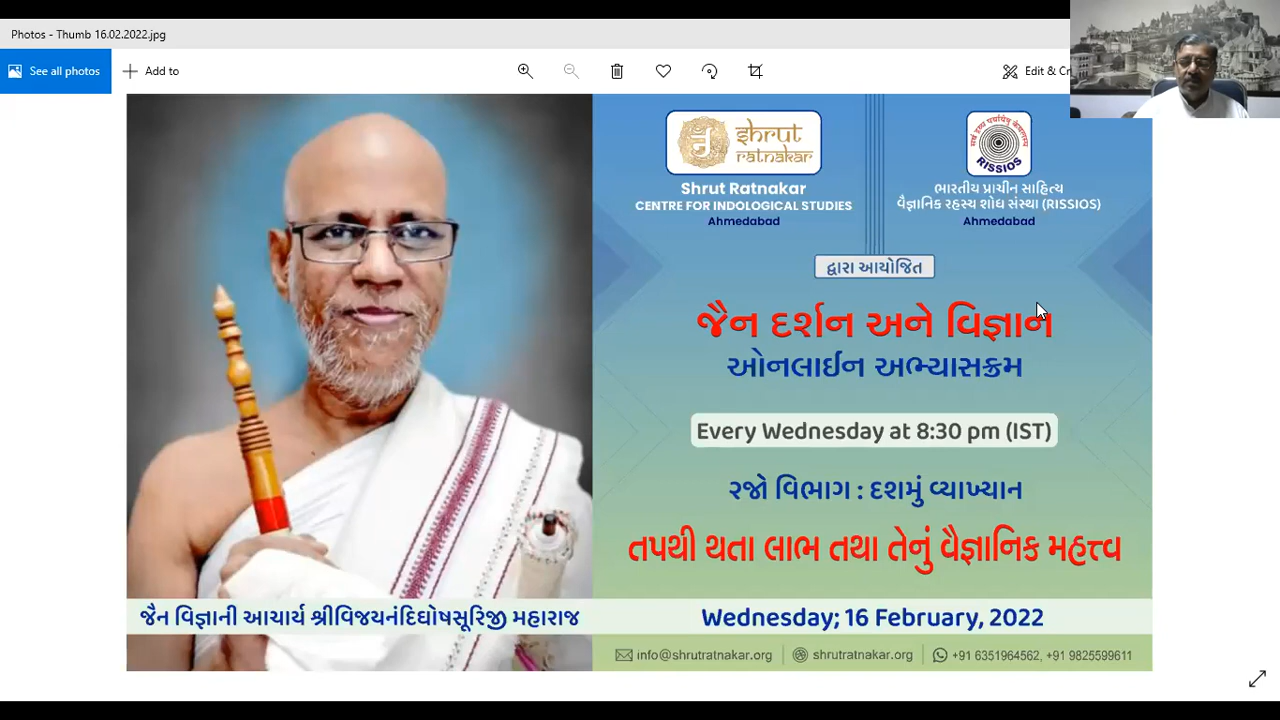 Photos - Thumb 16.02.2022.jpg
See all photos
Add to
Edit & Cr
shrut
ratnakar
Shrut Ratnakar
CENTRE FOR INDOLOGICAL STUDIES
Ahmedabad
RISSIOS
ભારતીય પ્રાચીન સાહિત્ય
વૈજ્ઞાનિક રહસ્ય શોધ સંસ્થા (RISSIOS)
Ahmedabad
દ્વારા આયોજિત
જૈન દર્શન અને વિજ્ઞાન
ઓનલાઈન અભ્યાસક્રમ
Every Wednesday at 8:30 pm (IST)
રજો વિભાગ : દશમું વ્યાખ્યાન
તપથી થતા લાભ તથા તેનું વૈજ્ઞાનિક મહત્ત્વ
જૈન વિજ્ઞાની આચાર્ય શ્રીવિજયનંદિઘોષસૂરિજી મહારાજ
Wednesday; 16 February, 2022
info@shrutratnakar.org
shrutratnakar.org
+91 6351964562, +91 9825599611